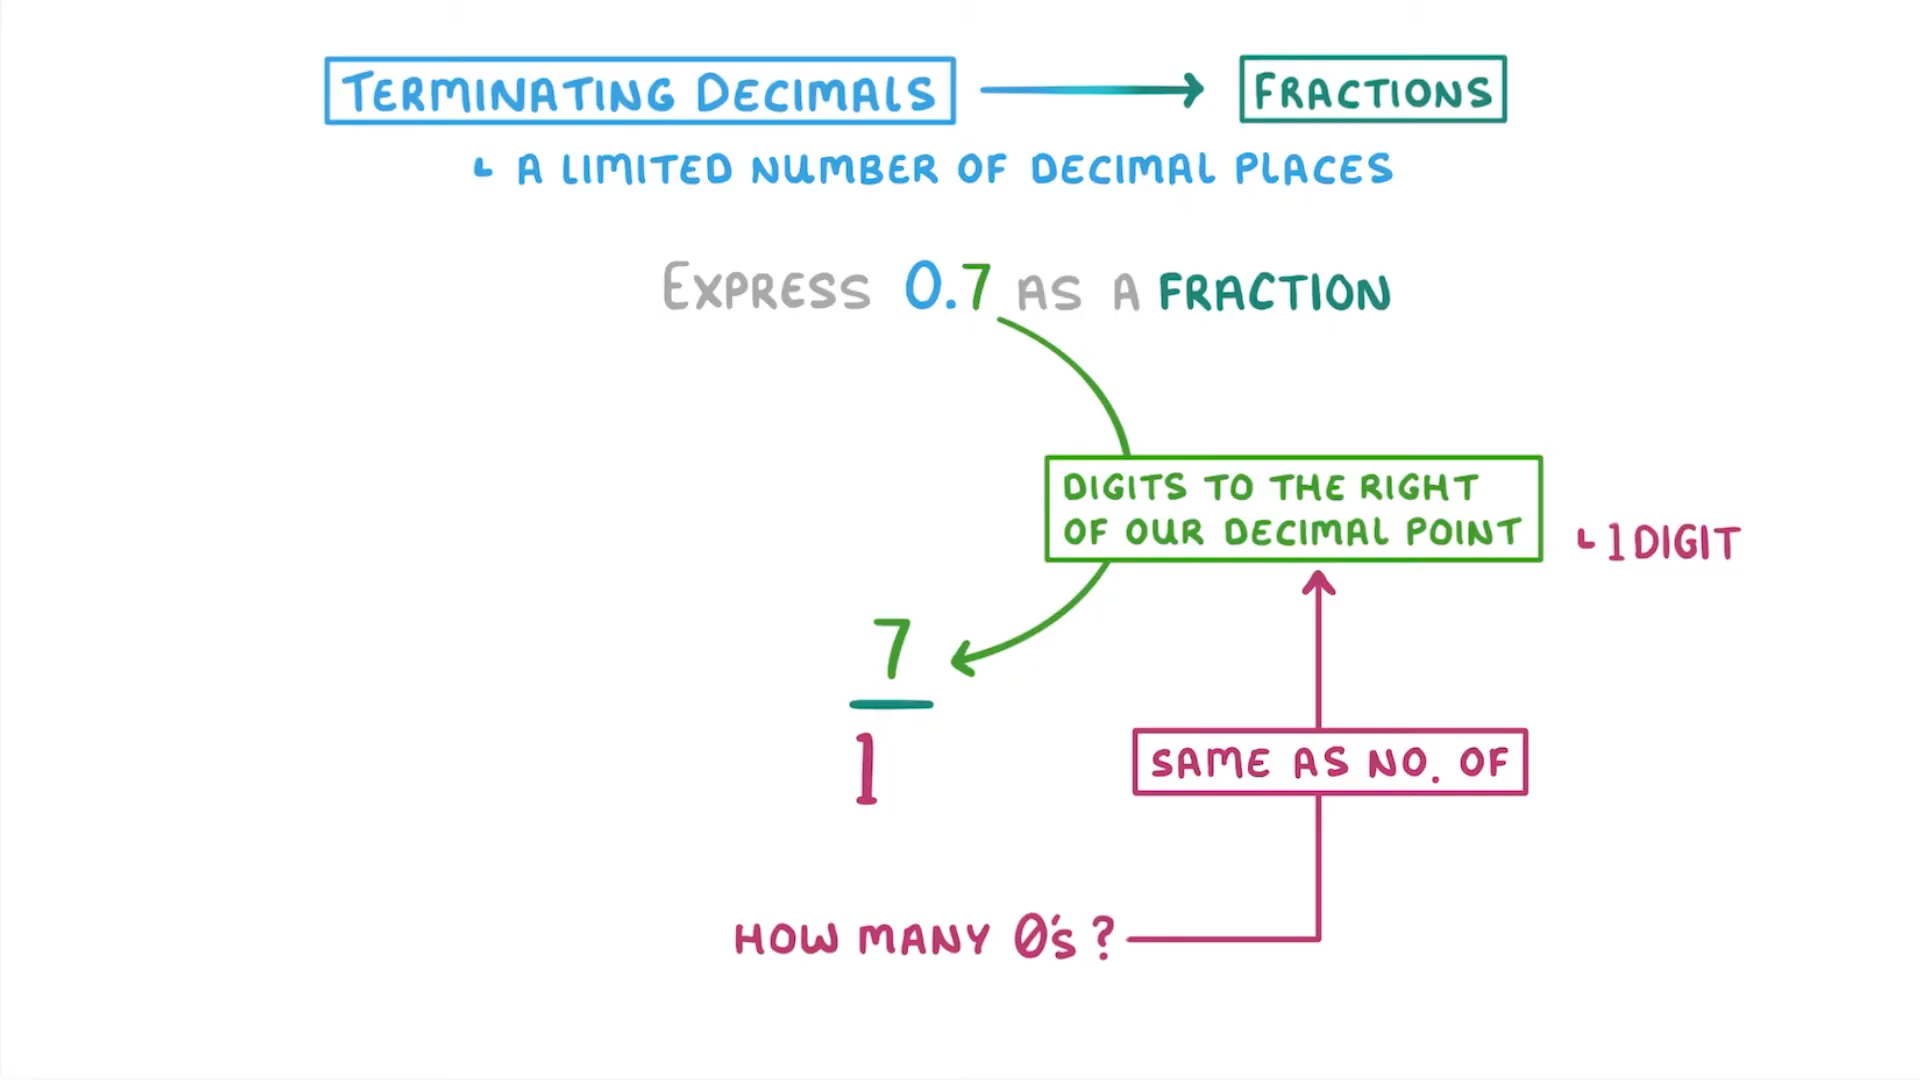 TERMINATING DECIMALS → FRACTIONS
↳ A LIMITED NUMBER OF DECIMAL PLACES
EXPRESS 0.7 AS A FRACTION
DIGITS TO THE RIGHT
OF OUR DECIMAL POINT
↳ 1 DIGIT
7
1
SAME AS NO. OF
HOW MANY 0's ?